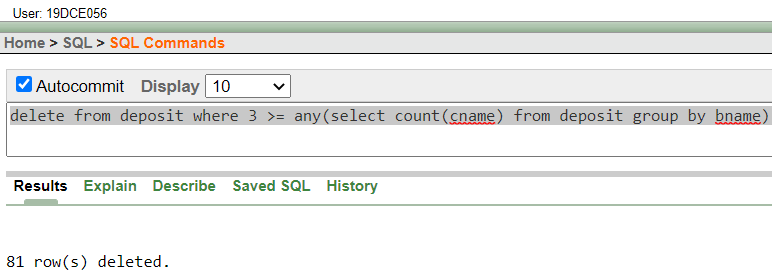 User: 19DCE056
Home > SQL > SQL Commands
Autocommit Display 10
delete from deposit where 3 >= any(select count(cname) from deposit group by bname)
Results Explain Describe Saved SQL History
81 row(s) deleted.